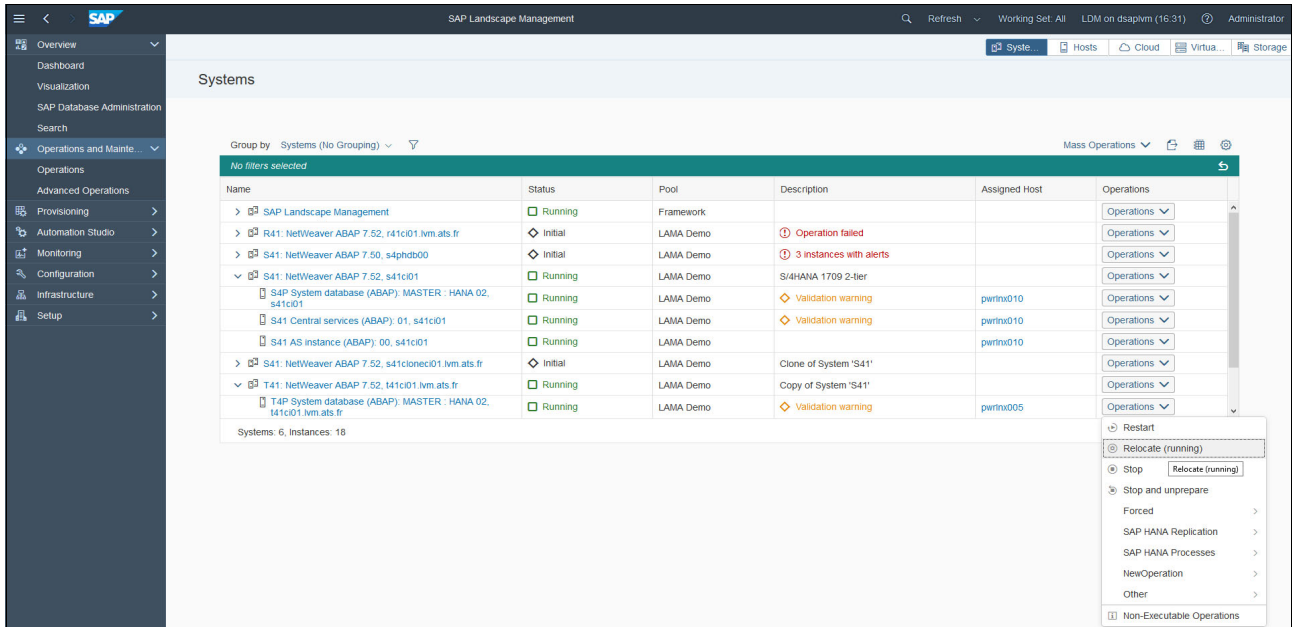 SAP
SAP Landscape Management
Refresh
Working Set: All
LDM on dsaplvm (16:31)
Administrator
Overview
Dashboard
Visualization
SAP Database Administration
Search
Operations and Mainte...
Operations
Advanced Operations
Provisioning
Automation Studio
Monitoring
Configuration
Infrastructure
Setup
Syste...
Hosts
Cloud
Virtua...
Storage
Systems
Group by Systems (No Grouping)
Mass Operations
No filters selected
Name Status Pool Description Assigned Host Operations
SAP Landscape Management Running Framework Operations
R41: NetWeaver ABAP 7.52, r41ci01.lvm.ats.fr Initial LAMA Demo Operation failed Operations
S41: NetWeaver ABAP 7.50, s4phdb00 Initial LAMA Demo 3 instances with alerts Operations
S41: NetWeaver ABAP 7.52, s41ci01 Running LAMA Demo S/4HANA 1709 2-tier Operations
S4P System database (ABAP): MASTER : HANA 02,
s41ci01 Running LAMA Demo Validation warning pwrlnx010 Operations
S41 Central services (ABAP): 01, s41ci01 Running LAMA Demo Validation warning pwrlnx010 Operations
S41 AS instance (ABAP): 00, s41ci01 Running LAMA Demo pwrlnx010 Operations
S41: NetWeaver ABAP 7.52, s41cloneci01.lvm.ats.fr Initial LAMA Demo Clone of System 'S41' Operations
T41: NetWeaver ABAP 7.52, t41ci01.lvm.ats.fr Running LAMA Demo Copy of System 'S41' Operations
T4P System database (ABAP): MASTER : HANA 02,
t41ci01.lvm.ats.fr Running LAMA Demo Validation warning pwrlnx005 Operations
Systems: 6, Instances: 18
Restart
Relocate (running)
Stop
Relocate (running)
Stop and unprepare
Forced
SAP HANA Replication
SAP HANA Processes
NewOperation
Other
Non-Executable Operations